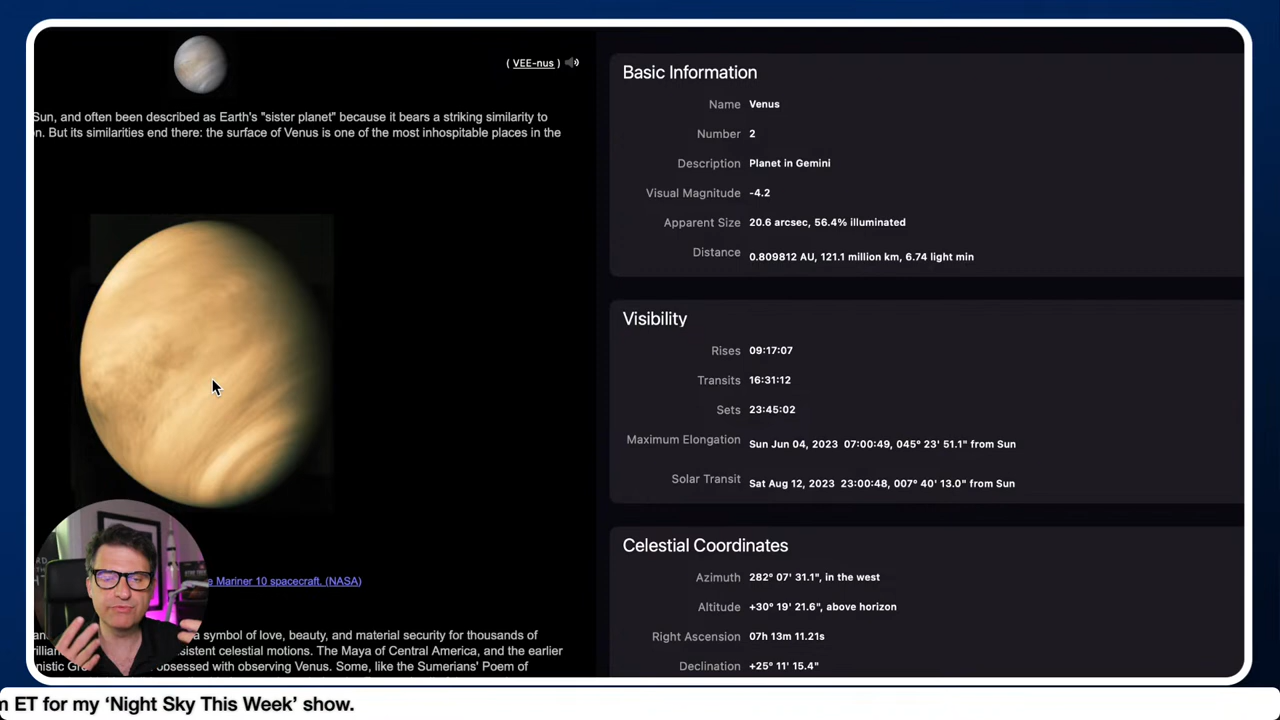 ( VEE-nus )
Sun, and often been described as Earth's "sister planet" because it bears a striking similarity to
n. But its similarities end there: the surface of Venus is one of the most inhospitable places in the
e Mariner 10 spacecraft. (NASA)
a symbol of love, beauty, and material security for thousands of
sistent celestial motions. The Maya of Central America, and the earlier
obsessed with observing Venus. Some, like the Sumerians' Poem of
Basic Information
Name Venus
Number 2
Description Planet in Gemini
Visual Magnitude -4.2
Apparent Size 20.6 arcsec, 56.4% illuminated
Distance 0.809812 AU, 121.1 million km, 6.74 light min
Visibility
Rises 09:17:07
Transits 16:31:12
Sets 23:45:02
Maximum Elongation Sun Jun 04, 2023 07:00:49, 045° 23' 51.1" from Sun
Solar Transit Sat Aug 12, 2023 23:00:48, 007° 40' 13.0" from Sun
Celestial Coordinates
Azimuth 282° 07' 31.1", in the west
Altitude +30° 19' 21.6", above horizon
Right Ascension 07h 13m 11.21s
Declination +25° 11' 15.4"
m ET for my ‘Night Sky This Week’ show.